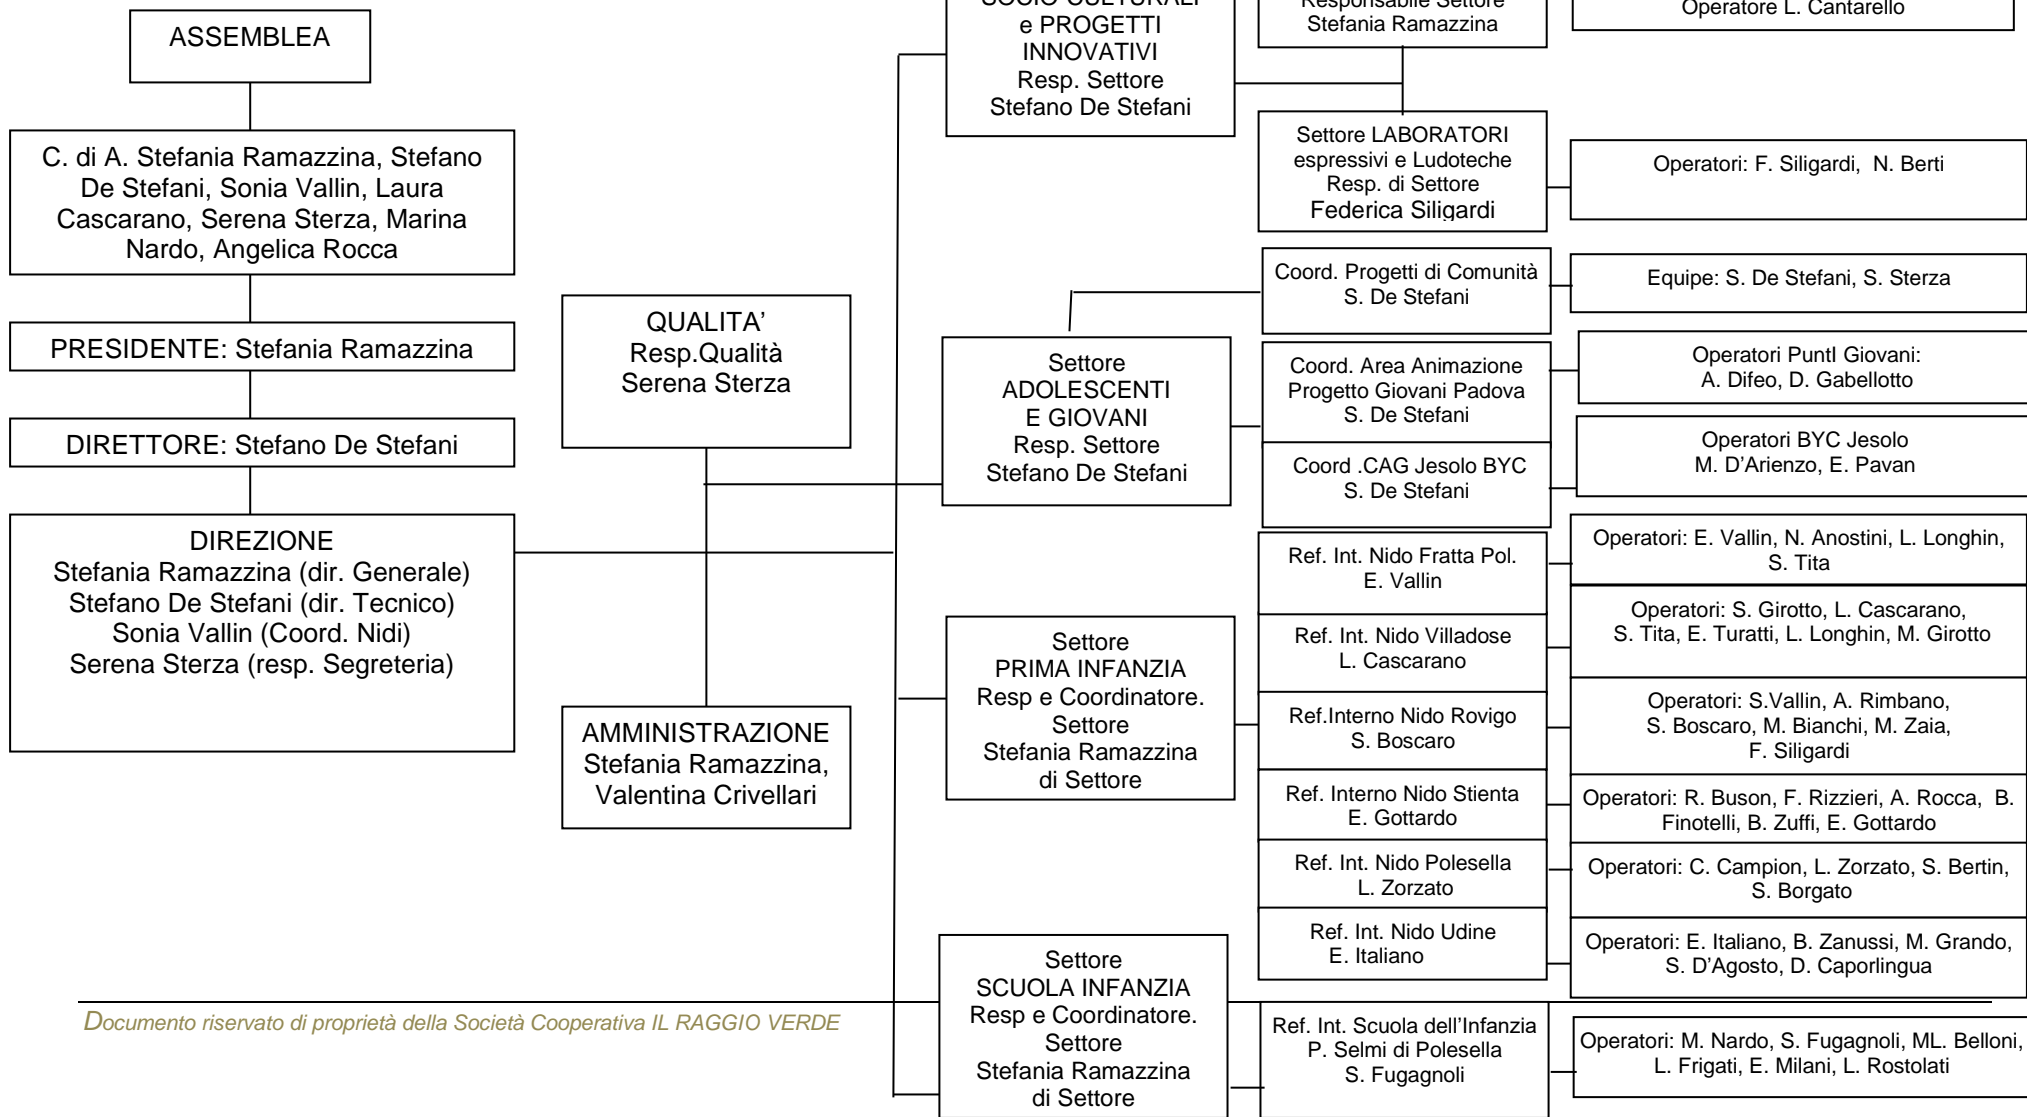 ASSEMBLEA
C. di A. Stefania Ramazzina, Stefano
De Stefani, Sonia Vallin, Laura
Cascarano, Serena Sterza, Marina
Nardo, Angelica Rocca
PRESIDENTE: Stefania Ramazzina
DIRETTORE: Stefano De Stefani
DIREZIONE
Stefania Ramazzina (dir. Generale)
Stefano De Stefani (dir. Tecnico)
Sonia Vallin (Coord. Nidi)
Serena Sterza (resp. Segreteria)
QUALITA’
Resp.Qualità
Serena Sterza
AMMINISTRAZIONE
Stefania Ramazzina,
Valentina Crivellari
SOCIO CULTURALI
e PROGETTI
INNOVATIVI
Resp. Settore
Stefano De Stefani
Responsabile Settore
Stefania Ramazzina
Operatore L. Cantarello
Settore LABORATORI
espressivi e Ludoteche
Resp. di Settore
Federica Siligardi
Operatori: F. Siligardi, N. Berti
Settore
ADOLESCENTI
E GIOVANI
Resp. Settore
Stefano De Stefani
Coord. Progetti di Comunità
S. De Stefani
Equipe: S. De Stefani, S. Sterza
Coord. Area Animazione
Progetto Giovani Padova
S. De Stefani
Operatori PuntI Giovani:
A. Difeo, D. Gabellotto
Coord .CAG Jesolo BYC
S. De Stefani
Operatori BYC Jesolo
M. D'Arienzo, E. Pavan
Settore
PRIMA INFANZIA
Resp e Coordinatore.
Settore
Stefania Ramazzina
di Settore
Ref. Int. Nido Fratta Pol.
E. Vallin
Operatori: E. Vallin, N. Anostini, L. Longhin,
S. Tita
Ref. Int. Nido Villadose
L. Cascarano
Operatori: S. Girotto, L. Cascarano,
S. Tita, E. Turatti, L. Longhin, M. Girotto
Ref.Interno Nido Rovigo
S. Boscaro
Operatori: S.Vallin, A. Rimbano,
S. Boscaro, M. Bianchi, M. Zaia,
F. Siligardi
Ref. Interno Nido Stienta
E. Gottardo
Operatori: R. Buson, F. Rizzieri, A. Rocca, B.
Finotelli, B. Zuffi, E. Gottardo
Ref. Int. Nido Polesella
L. Zorzato
Operatori: C. Campion, L. Zorzato, S. Bertin,
S. Borgato
Ref. Int. Nido Udine
E. Italiano
Operatori: E. Italiano, B. Zanussi, M. Grando,
S. D’Agosto, D. Caporlingua
Settore
SCUOLA INFANZIA
Resp e Coordinatore.
Settore
Stefania Ramazzina
di Settore
Ref. Int. Scuola dell’Infanzia
P. Selmi di Polesella
S. Fugagnoli
Operatori: M. Nardo, S. Fugagnoli, ML. Belloni,
L. Frigati, E. Milani, L. Rostolati
Documento riservato di proprietà della Società Cooperativa IL RAGGIO VERDE